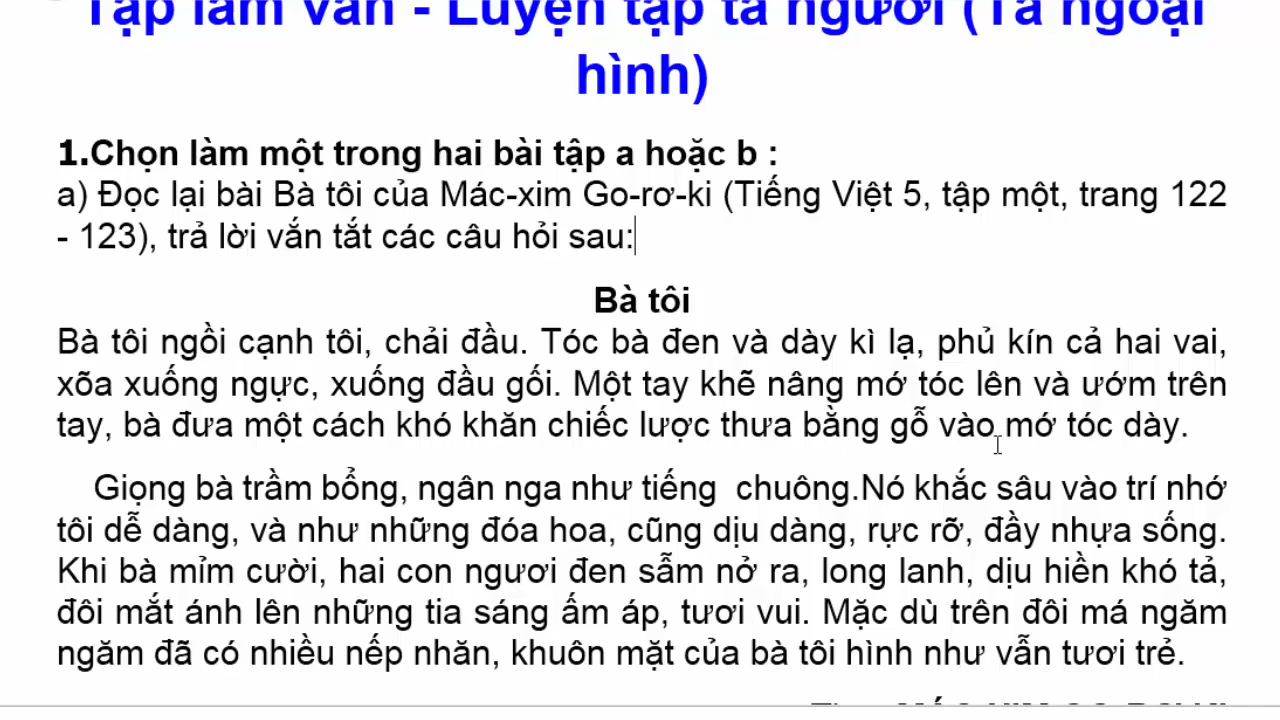 Tập làm văn - Luyện tập tả người (Tả ngoại
hình)
1.Chọn làm một trong hai bài tập a hoặc b :
a) Đọc lại bài Bà tôi của Mác-xim Go-rơ-ki (Tiếng Việt 5, tập một, trang 122
- 123), trả lời vắn tắt các câu hỏi sau:
Bà tôi
Bà tôi ngồi cạnh tôi, chải đầu. Tóc bà đen và dày kì lạ, phủ kín cả hai vai,
xõa xuống ngực, xuống đầu gối. Một tay khẽ nâng mớ tóc lên và ướm trên
tay, bà đưa một cách khó khăn chiếc lược thưa bằng gỗ vào mớ tóc dày.
Giọng bà trầm bổng, ngân nga như tiếng  chuông.Nó khắc sâu vào trí nhớ
tôi dễ dàng, và như những đóa hoa, cũng dịu dàng, rực rỡ, đầy nhựa sống.
Khi bà mỉm cười, hai con ngươi đen sẫm nở ra, long lanh, dịu hiền khó tả,
đôi mắt ánh lên những tia sáng ấm áp, tươi vui. Mặc dù trên đôi má ngăm
ngăm đã có nhiều nếp nhăn, khuôn mặt của bà tôi hình như vẫn tươi trẻ.